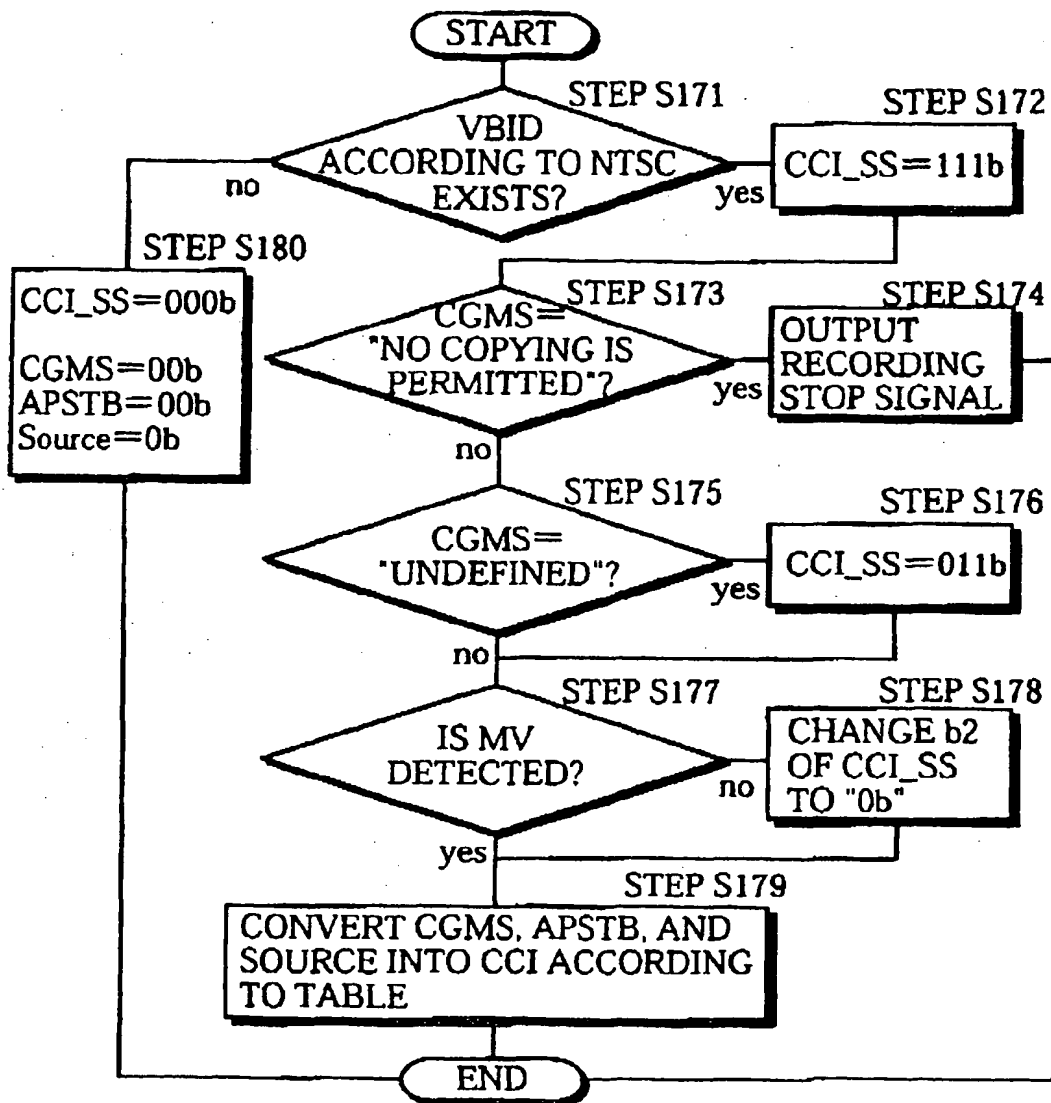 START
STEP S171
VBID
ACCORDING TO NTSC
EXISTS?
no
yes
STEP S172
CCI_SS=111b
STEP S180
CCI_SS=000b
CGMS=00b
APSTB=00b
Source=0b
STEP S173
CGMS=
"NO COPYING IS
PERMITTED"?
yes
no
STEP S174
OUTPUT
RECORDING
STOP SIGNAL
STEP S175
CGMS=
"UNDEFINED"?
yes
no
STEP S176
CCI_SS=011b
STEP S177
IS MV
DETECTED?
no
yes
STEP S178
CHANGE b2
OF CCI_SS
TO "0b"
STEP S179
CONVERT CGMS, APSTB, AND
SOURCE INTO CCI ACCORDING
TO TABLE
END